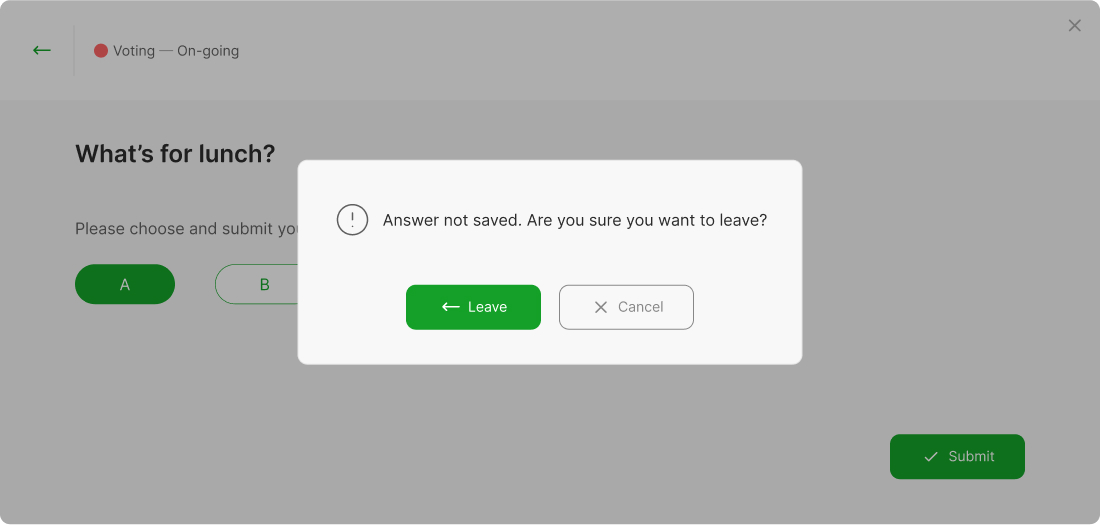 Voting — On-going
What’s for lunch?
Please choose and submit
A
B
Answer not saved. Are you sure you want to leave?
Leave
Cancel
Submit